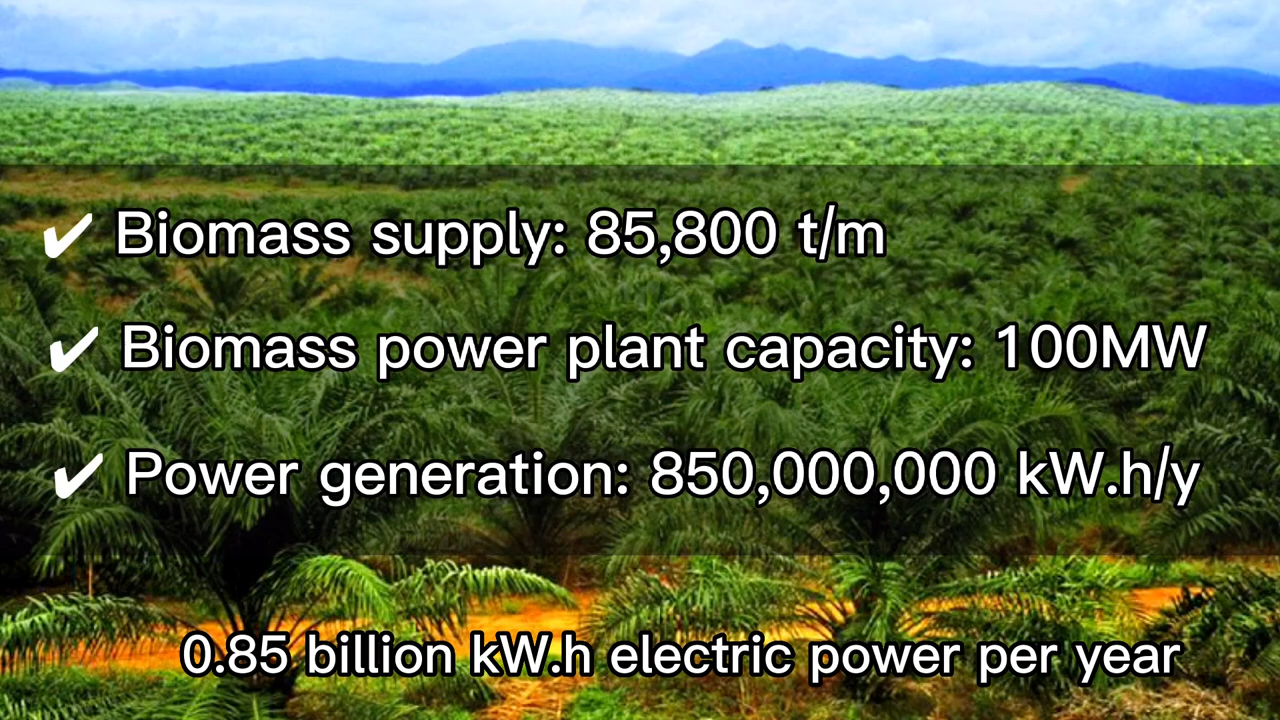 ✔ Biomass supply: 85,800 t/m
✔ Biomass power plant capacity: 100MW
✔ Power generation: 850,000,000 kW.h/y
0.85 billion kW.h electric power per year